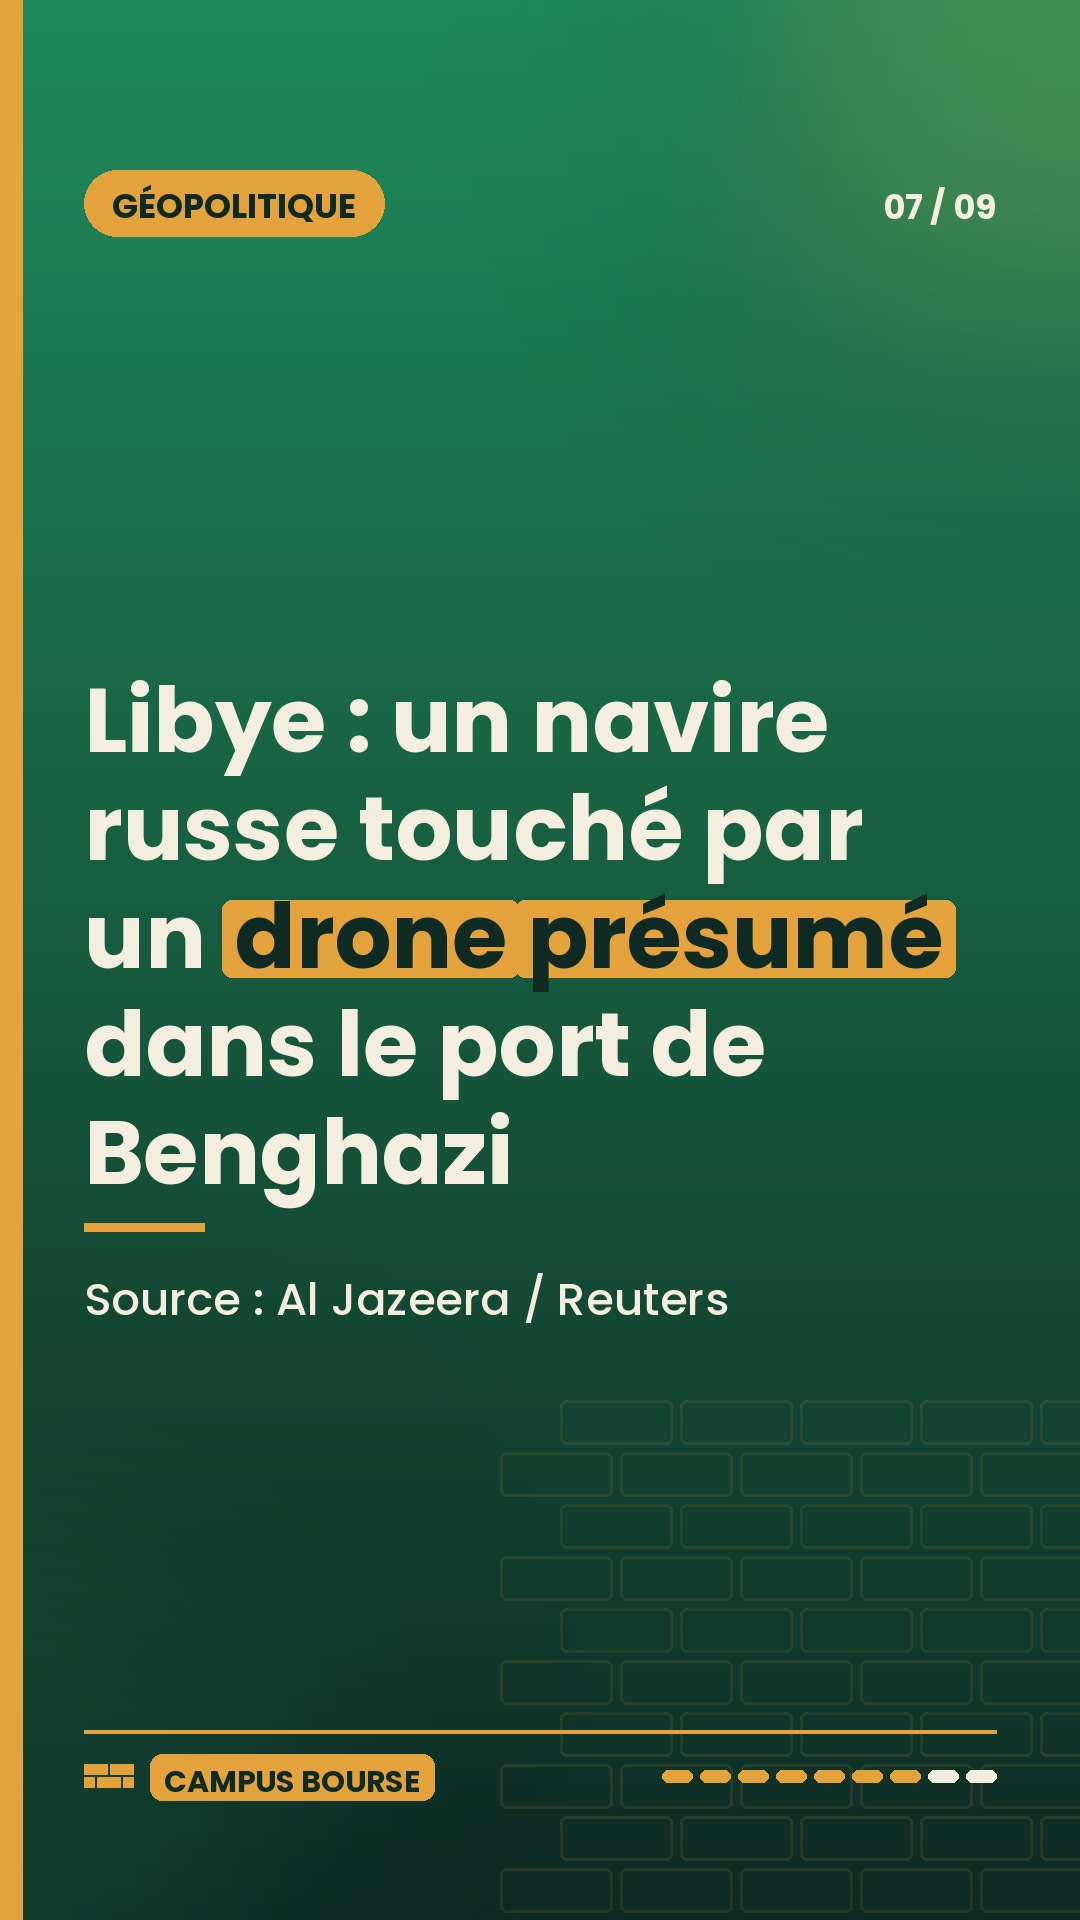 GÉOPOLITIQUE
07 / 09
Libye : un navire
russe touché par
un drone présumé
dans le port de
Benghazi
Source : Al Jazeera / Reuters
CAMPUS BOURSE